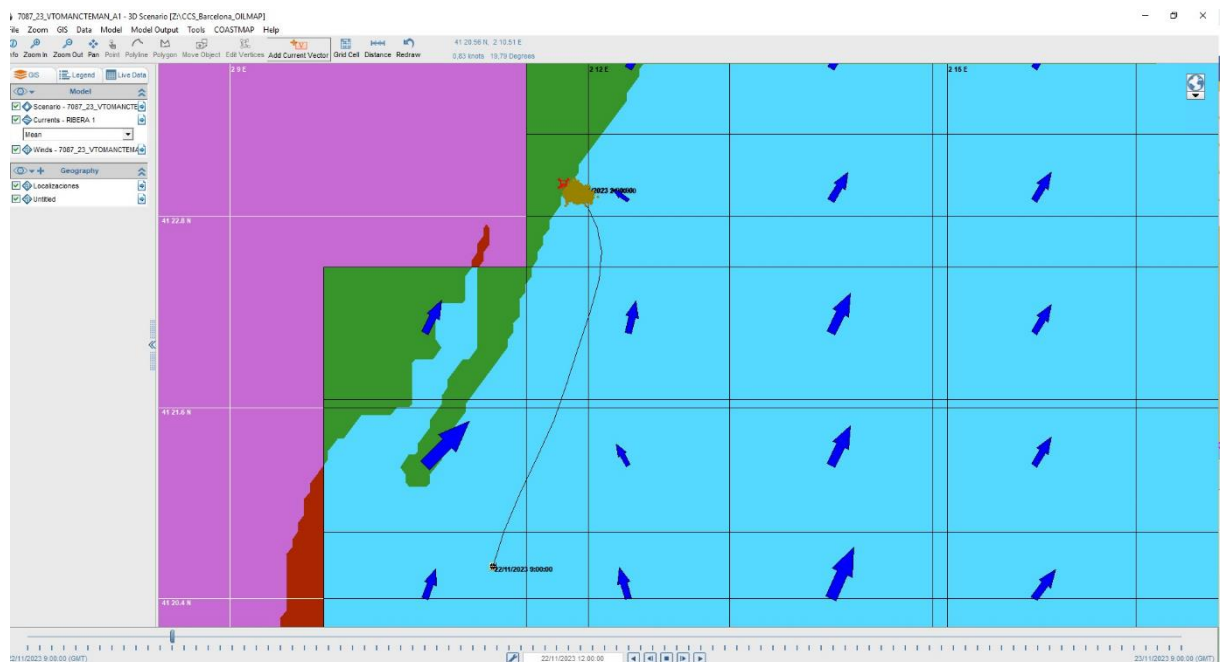 7087_23_VTOMANCTEMAN_A1 - 3D Scenario [Z:\CCS_Barcelona_OILMAP]
File Zoom GIS Data Model Model Output Tools COASTMAP Help
Zoom In Zoom Out Pan Point Polyline Polygon Move Object Edit Vertices Add Current Vector Grid Cell Distance Redraw
41 20.56 N, 2 10.51 E
0,83 knots 19,79 Degrees
GIS Legend Live Data
Model
Scenario - 7087_23_VTOMANCTE
Currents - RIBERA 1
Mean
Winds - 7087_23_VTOMANCTEMA
Geography
Localizaciones
Untitled
2 9 E
2 12 E
2 15 E
41 22.8 N
41 21.6 N
41 20.4 N
22/11/2023 9:00:00
22/11/2023 9:00:00 (GMT)
22/11/2023 12:00:00
23/11/2023 9:00:00 (GMT)